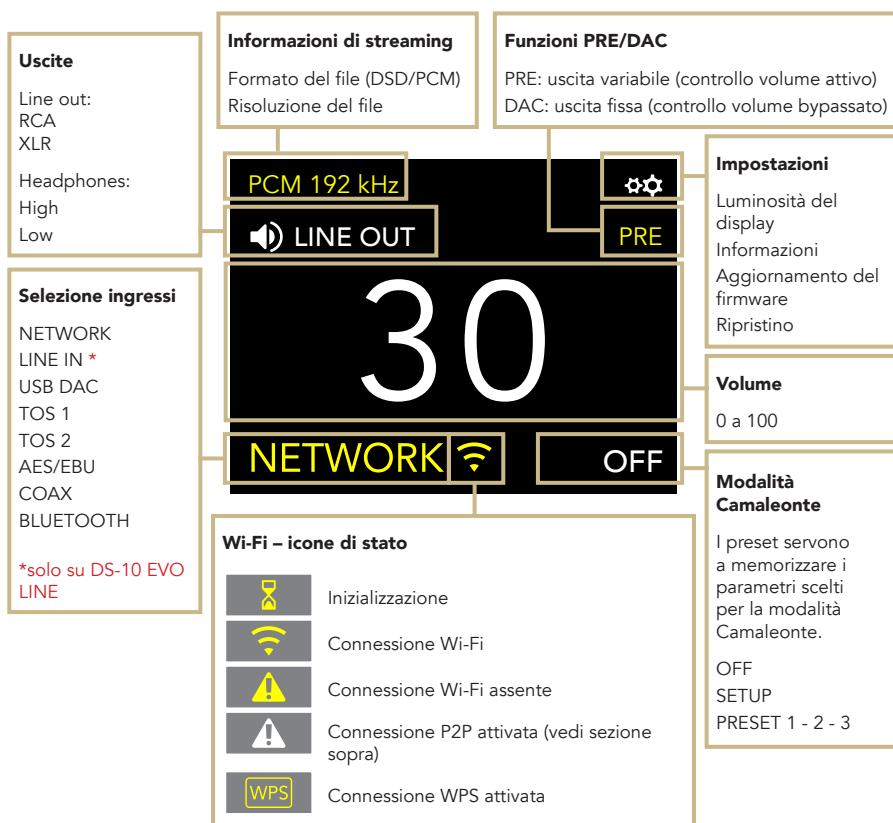 Uscite
Line out:
RCA
XLR
Headphones:
High
Low
Informazioni di streaming
Formato del file (DSD/PCM)
Risoluzione del file
Funzioni PRE/DAC
PRE: uscita variabile (controllo volume attivo)
DAC: uscita fissa (controllo volume bypassato)
PCM 192 kHz
LINE OUT
PRE
30
NETWORK
OFF
Impostazioni
Luminosità del
display
Informazioni
Aggiornamento del
firmware
Ripristino
Selezione ingressi
NETWORK
LINE IN *
USB DAC
TOS 1
TOS 2
AES/EBU
COAX
BLUETOOTH
*solo su DS-10 EVO
LINE
Volume
0 a 100
Modalità
Camaleonte
I preset servono
a memorizzare i
parametri scelti
per la modalità
Camaleonte.
OFF
SETUP
PRESET 1 - 2 - 3
Wi-Fi – icone di stato
Inizializzazione
Connessione Wi-Fi
Connessione Wi-Fi assente
Connessione P2P attivata (vedi sezione
sopra)
WPS
Connessione WPS attivata